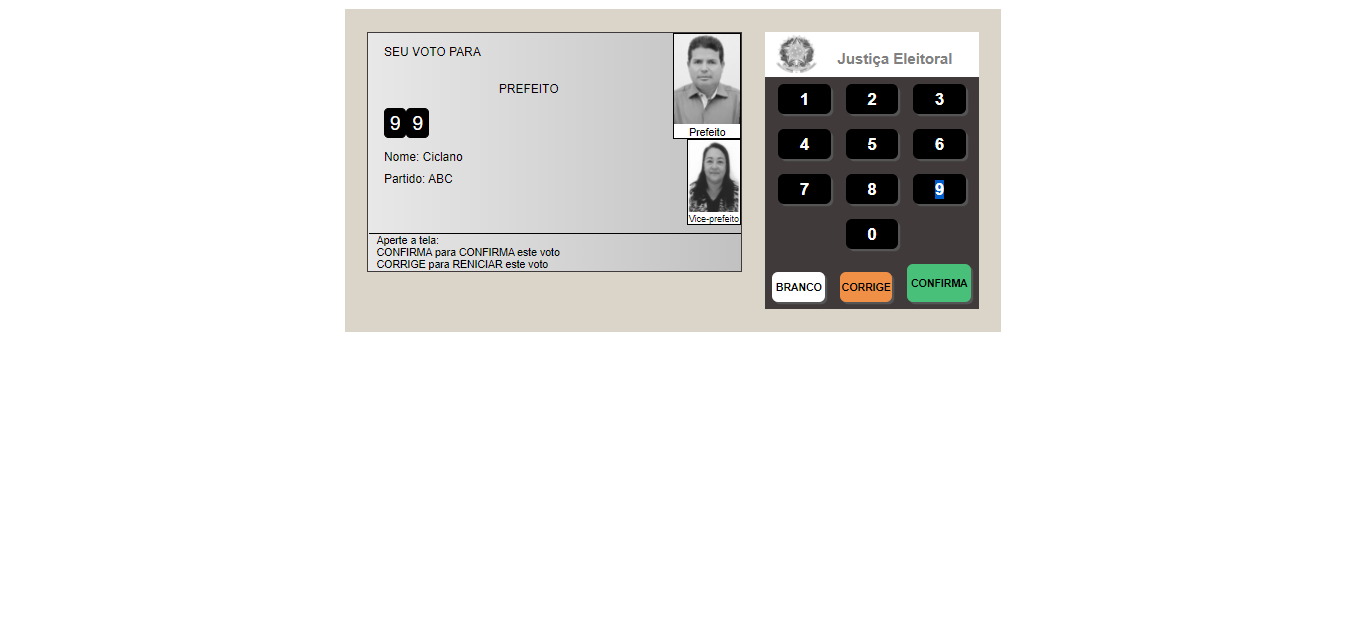 SEU VOTO PARA
PREFEITO
9 9
Nome: Ciclano
Partido: ABC
Prefeito
Vice-prefeito
Aperte a tela:
CONFIRMA para CONFIRMA este voto
CORRIGE para RENICIAR este voto
Justiça Eleitoral
1 2 3
4 5 6
7 8 9
0
BRANCO CORRIGE CONFIRMA